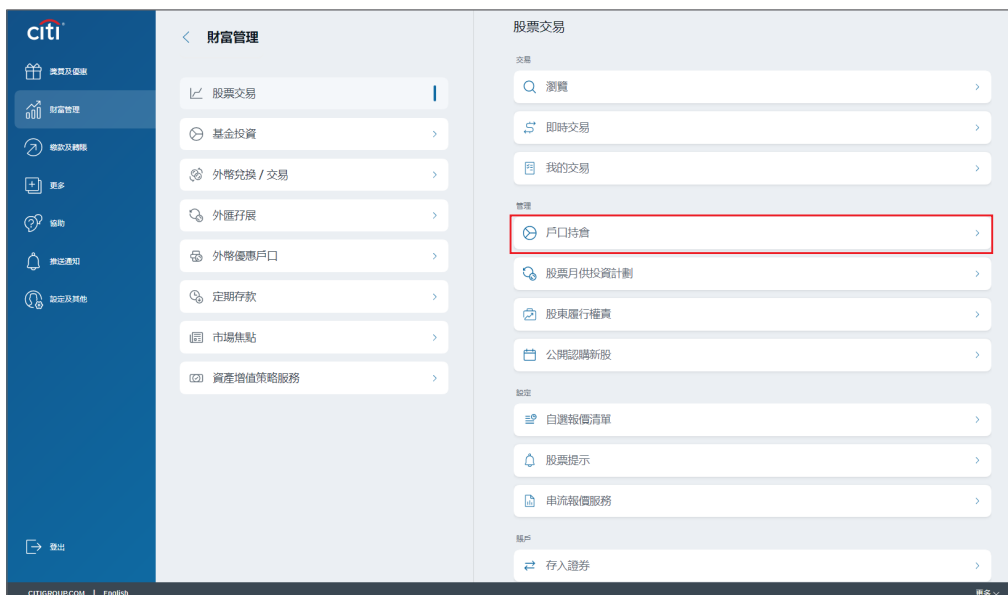 citi
獎賞及優惠
財富管理
繳款及轉賬
更多
協助
推送通知
設定及其他
登出
財富管理
股票交易
基金投資
外幣兌換 / 交易
外匯孖展
外幣優惠戶口
定期存款
市場焦點
資產增值策略服務
股票交易
交易
瀏覽
即時交易
我的交易
管理
戶口持倉
股票月供投資計劃
股東履行權責
公開認購新股
設定
自選報價清單
股票提示
串流報價服務
賬戶
存入證券
CITIGROUP.COM | English
更多